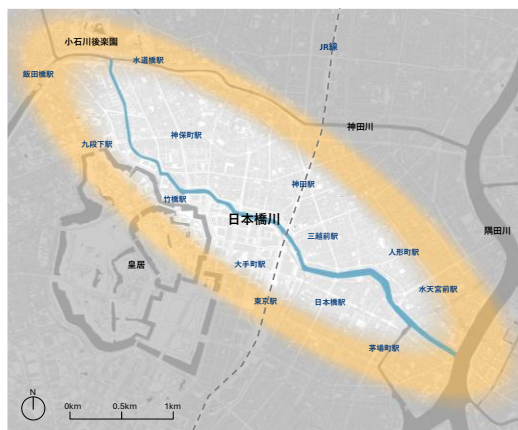 小石川後楽園
JR線
水道橋駅
飯田橋駅
神田川
神保町駅
九段下駅
神田駅
竹橋駅
日本橋川
隅田川
三越前駅
人形町駅
皇居
大手町駅
水天宮前駅
東京駅
日本橋駅
茅場町駅
N
0km 0.5km 1km